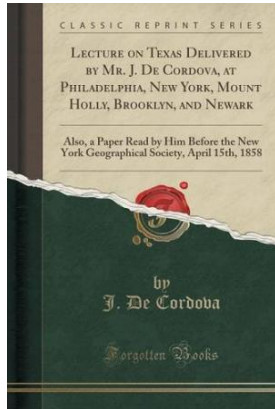 CLASSIC REPRINT SERIES
LECTURE ON TEXAS DELIVERED
BY MR. J. DE CORDOVA, AT
PHILADELPHIA, NEW YORK, MOUNT
HOLLY, BROOKLYN, AND NEWARK
Also, a Paper Read by Him Before the New
York Geographical Society, April 15th, 1858
by
J. De Cordova
Forgotten Books